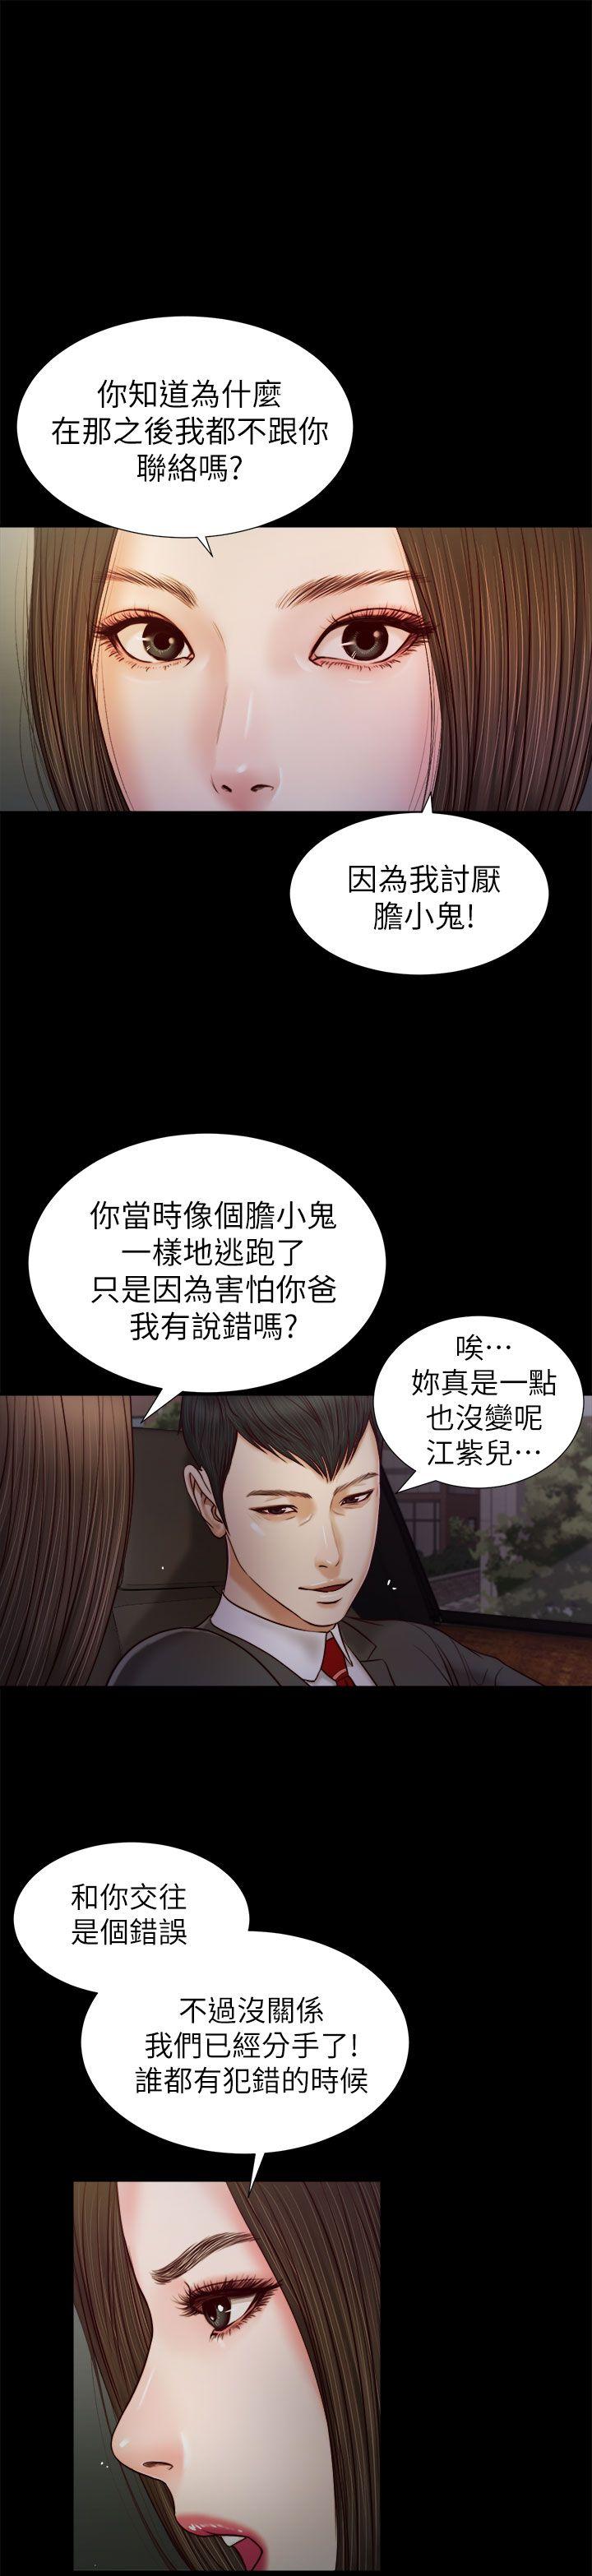 你知道為什麼
在那之後我都不跟你
聯絡嗎?
因為我討厭
膽小鬼!
你當時像個膽小鬼
一樣地逃跑了
只是因為害怕你爸
我有說錯嗎?
唉…
妳真是一點
也沒變呢
江紫兒…
和你交往
是個錯誤
不過沒關係
我們已經分手了!
誰都有犯錯的時候